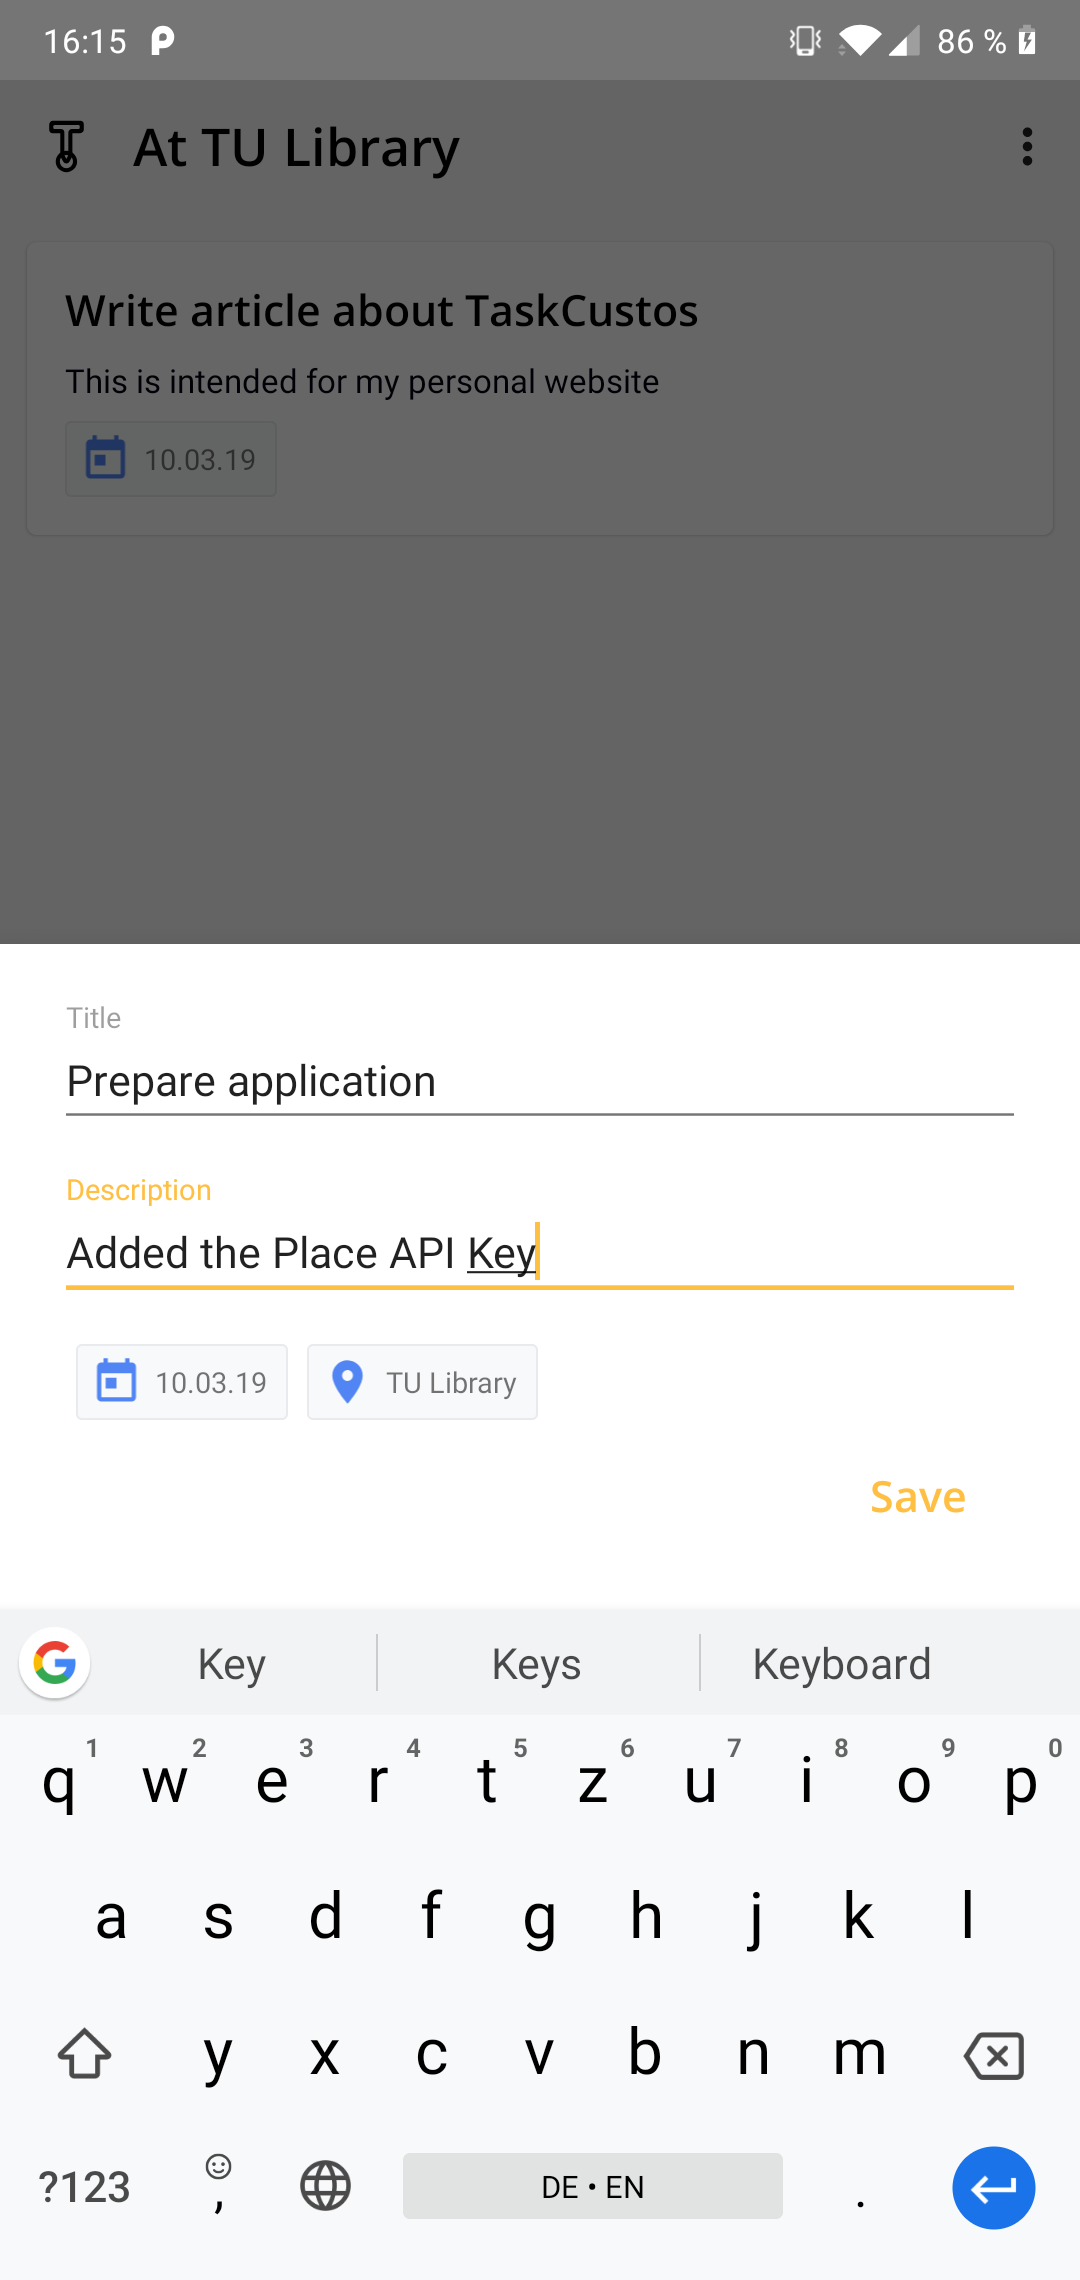 16:15 86 %
At TU Library
Write article about TaskCustos
This is intended for my personal website
10.03.19
Title
Prepare application
Description
Added the Place API Key
10.03.19 TU Library
Save
Key Keys Keyboard
1 2 3 4 5 6 7 8 9 0
q w e r t z u i o p
a s d f g h j k l
y x c v b n m
?123 , DE • EN .